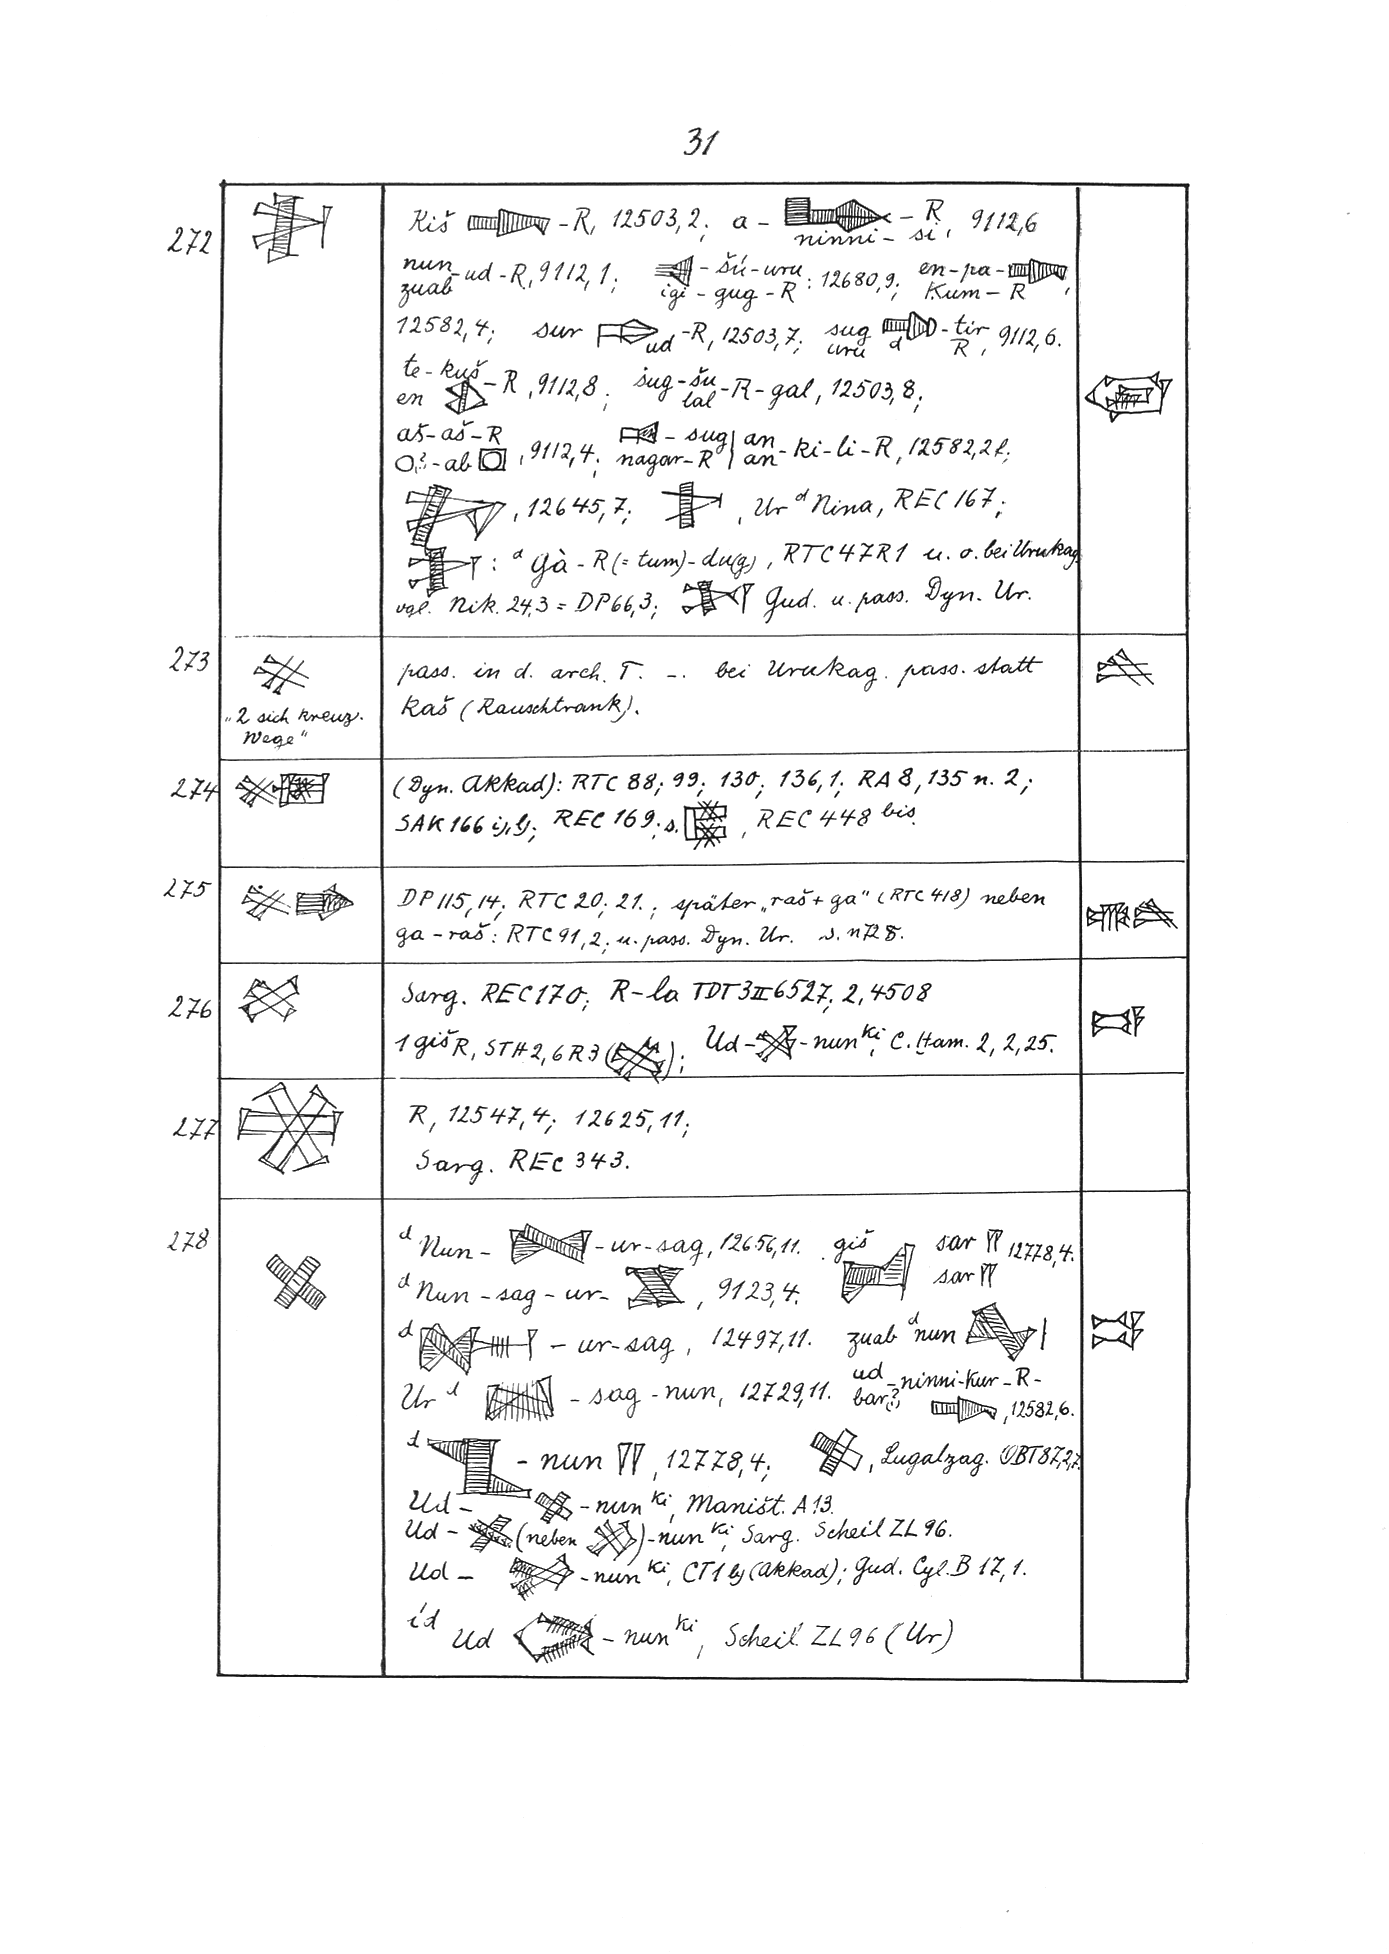 31
272
Kiš -R, 12503,2; a- -R, 9112,6
ninni-si
nun-ud-R, 9112,1; -šú-uru : 12680,9; en-pa-
zuab igi-gug-R Kum-R
12582,4; sur ud-R, 12503,7; sug -tir, 9112,6.
uru d R
te-kuš -R, 9112,8; šug-šu-R-gal, 12503,8;
en lal
aš-aš-R, 9112,4; -sug | an-ki-li-R, 12582,2f;
-ab nagar-R | an
, 12645,7; , Ur d Nina, REC 167;
: d gà-R (= tum)-du(g), RTC 47 R1 u. o. bei Urukag.
vgl. Nik. 24,3 = DP 66,3; Gud. u. pass. Dyn. Ur.
273
pass. in d. arch. T. -. bei Urukag. pass. statt
Kaš (Rauschtrank).
„2 sich kreuz.
Wege“
274
(Dyn. Akkad): RTC 88; 99; 130; 136,1; RA 8, 135 n. 2;
SAK 166 REC 169; s. , REC 448 bis.
275
DP 115,14; RTC 20; 21.; später „raš+ga“ (RTC 418) neben
ga-raš: RTC 91,2; u. pass. Dyn. Ur. s. n 728.
276
Sarg. REC 170; R-la TDT 3 II 6527; 2, 4508
1 giš R, STH 2,6 R3 ( ); Ud- -nun ki, C. Ham. 2, 2, 25.
277
R, 12547,4; 12625,11;
Sarg. REC 343.
278
d Nun- -ur-sag, 12656,11. giš sar 12778,4.
d Nun-sag-ur- , 9123,4. sar
d -ur-sag, 12497,11. zuab d nun
Ur d -sag-nun, 12729,11. ud-ninni-kur-R-
bar? , 12582,6.
d -nun , 12778,4; , Lugalzag. OBT 87,2,7.
Ud- -nun ki, Maništ. A 13.
Ud- (neben )-nun ki, Sarg. Scheil ZL 96.
Ud- -nun ki, CT 1 (Akkad); Gud. Cyl. B 17,1.
íd Ud -nun ki, Scheil ZL 96 (Ur)